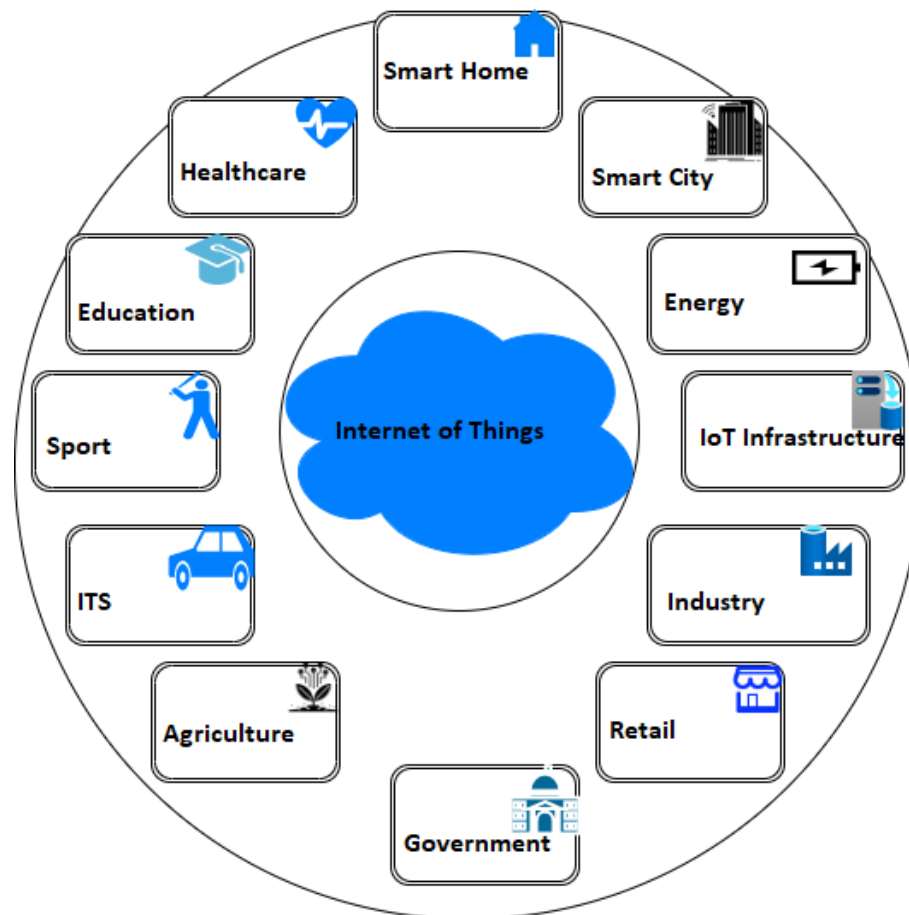 Smart Home
Healthcare
Smart City
Education
Energy
Internet of Things
Sport
IoT Infrastructure
ITS
Industry
Agriculture
Retail
Government